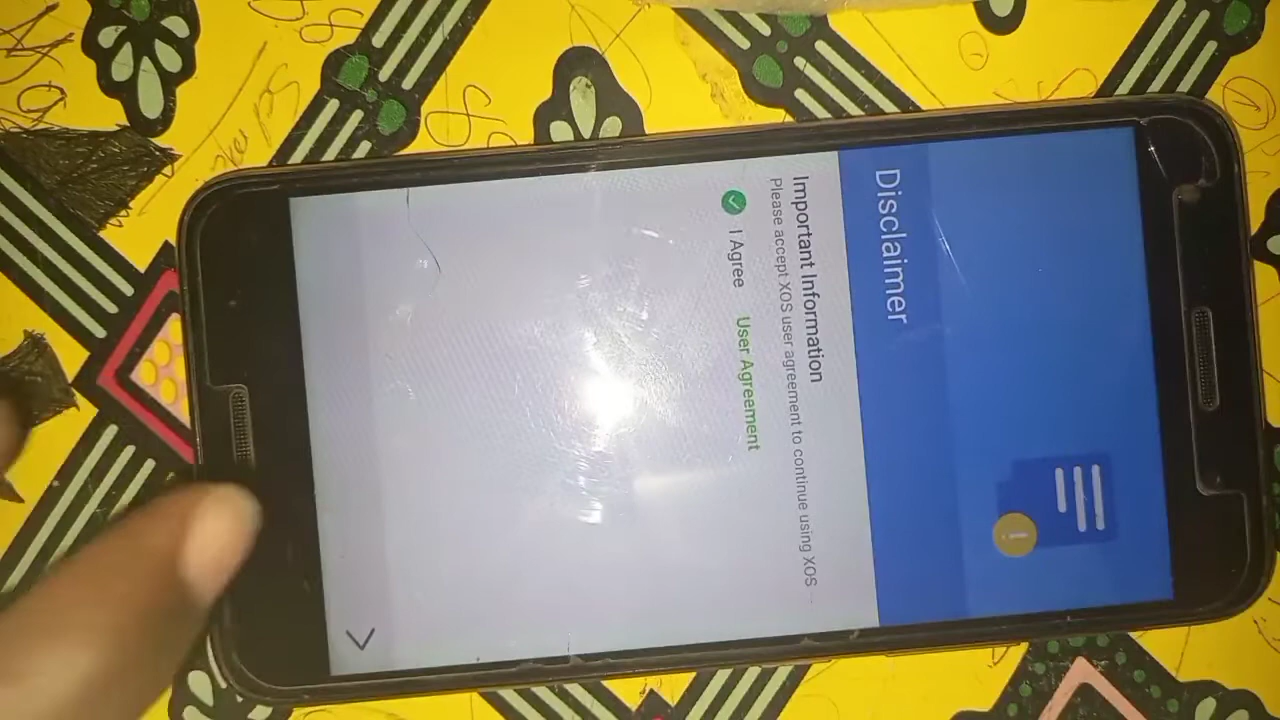 Disclaimer
Important Information
Please accept XOS user agreement to continue using XOS
I Agree User Agreement